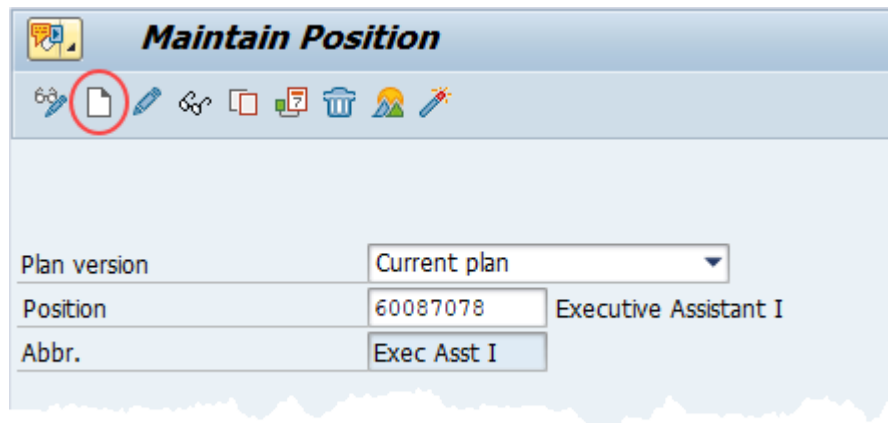 Maintain Position
Plan version Current plan
Position 60087078 Executive Assistant I
Abbr. Exec Asst I